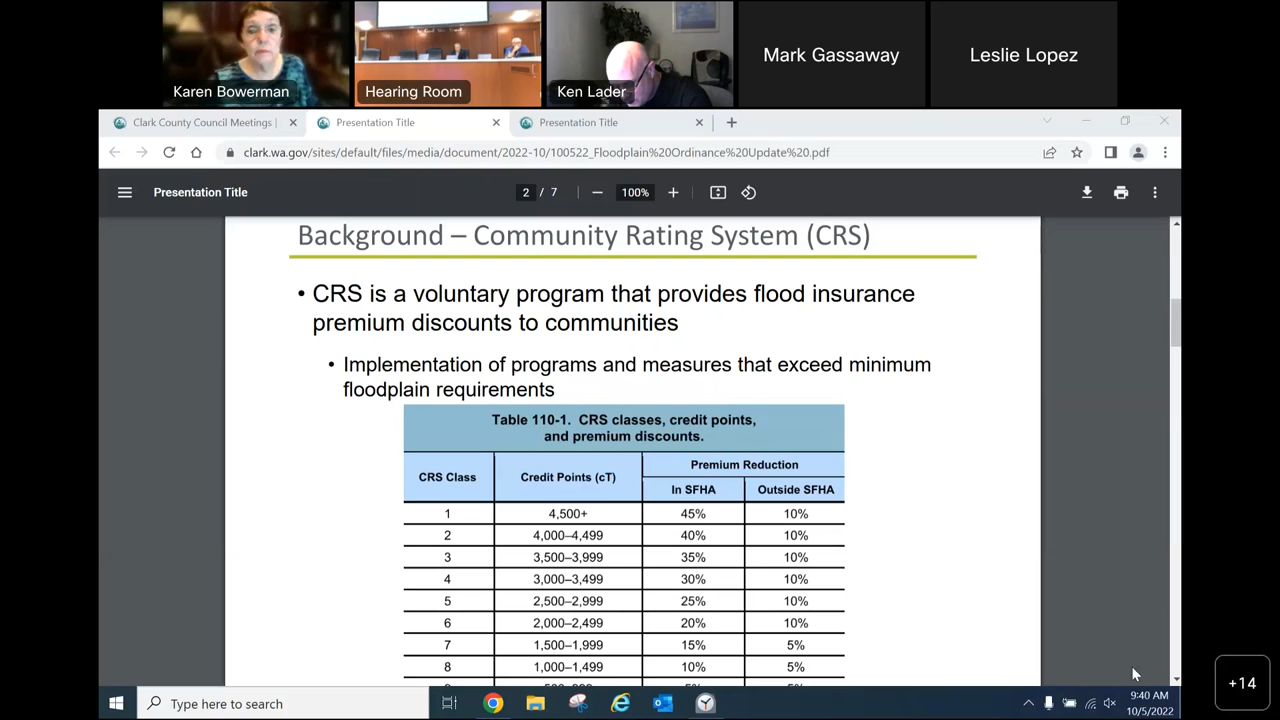 Karen Bowerman
Hearing Room
Ken Lader
Mark Gassaway
Leslie Lopez
Clark County Council Meetings |
Presentation Title
Presentation Title
clark.wa.gov/sites/default/files/media/document/2022-10/100522_Floodplain%20Ordinance%20Update%20.pdf
Presentation Title
2 / 7
100%
Background – Community Rating System (CRS)
• CRS is a voluntary program that provides flood insurance
premium discounts to communities
• Implementation of programs and measures that exceed minimum
floodplain requirements
Table 110-1. CRS classes, credit points,
and premium discounts.
CRS Class
Credit Points (cT)
Premium Reduction
In SFHA
Outside SFHA
1 4,500+ 45% 10%
2 4,000–4,499 40% 10%
3 3,500–3,999 35% 10%
4 3,000–3,499 30% 10%
5 2,500–2,999 25% 10%
6 2,000–2,499 20% 10%
7 1,500–1,999 15% 5%
8 1,000–1,499 10% 5%
Type here to search
9:40 AM
10/5/2022
+14